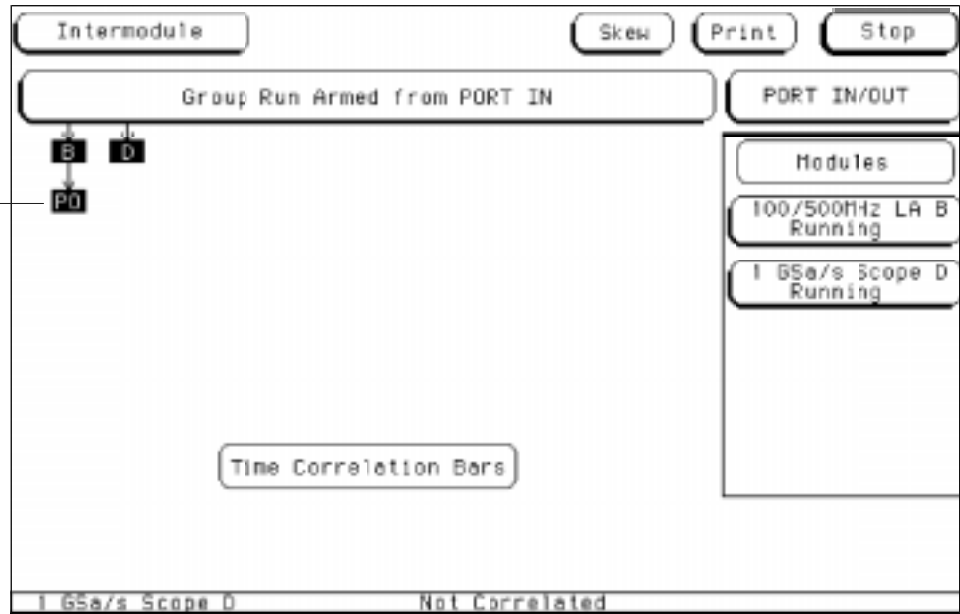 Intermodule
Skew
Print
Stop
Group Run Armed from PORT IN
PORT IN/OUT
B
D
PO
Modules
100/500MHz LA B
Running
1 GSa/s Scope D
Running
Time Correlation Bars
1 GSa/s Scope D
Not Correlated